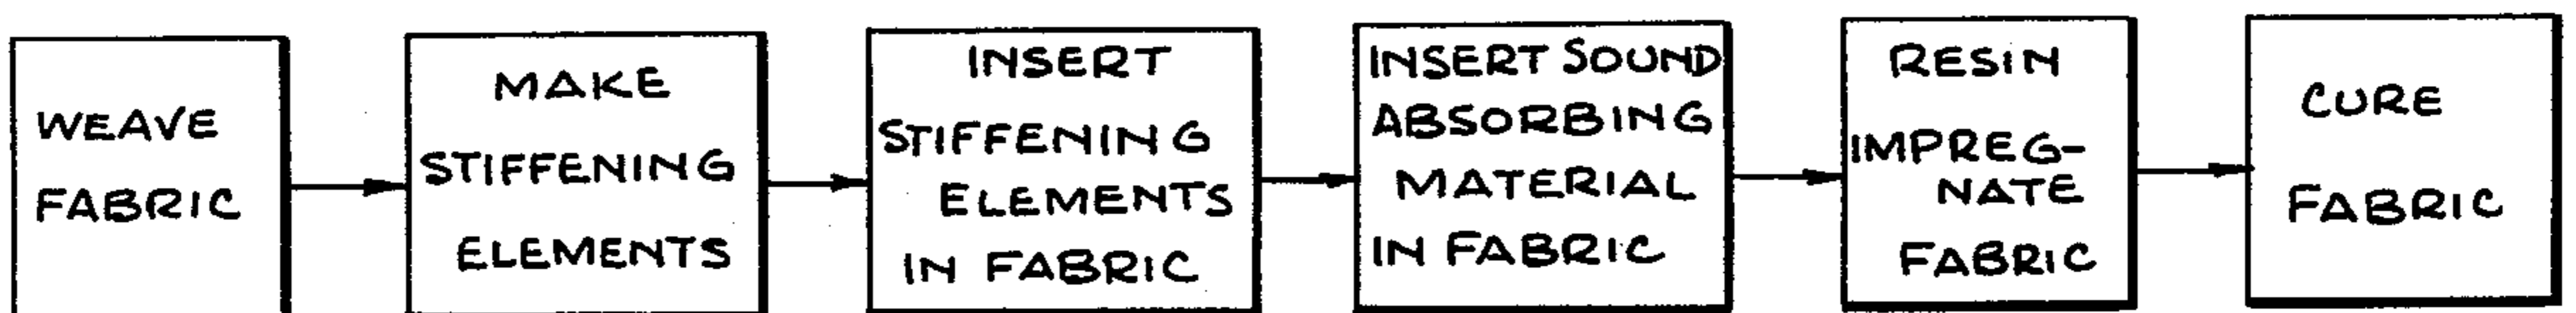 WEAVE
FABRIC
MAKE
STIFFENING
ELEMENTS
INSERT
STIFFENING
ELEMENTS
IN FABRIC
INSERT SOUND
ABSORBING
MATERIAL
IN FABRIC
RESIN
IMPREG-
NATE
FABRIC
CURE
FABRIC